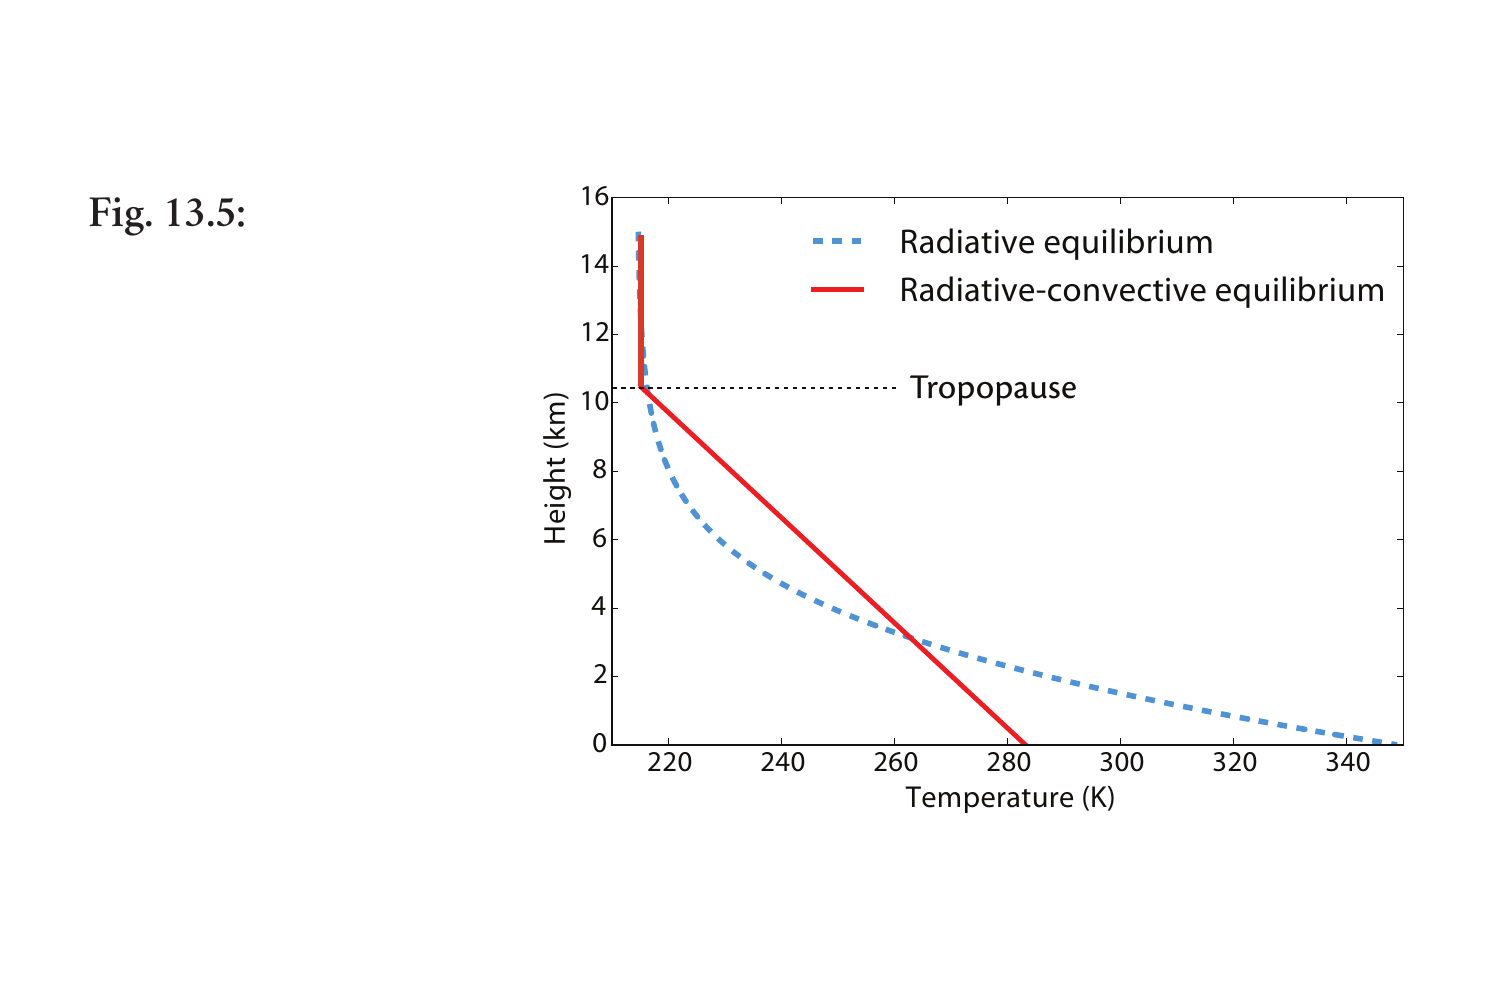 Fig. 13.5:
16
14
12
10
8
6
4
2
0
Height (km)
Radiative equilibrium
Radiative-convective equilibrium
Tropopause
220 240 260 280 300 320 340
Temperature (K)